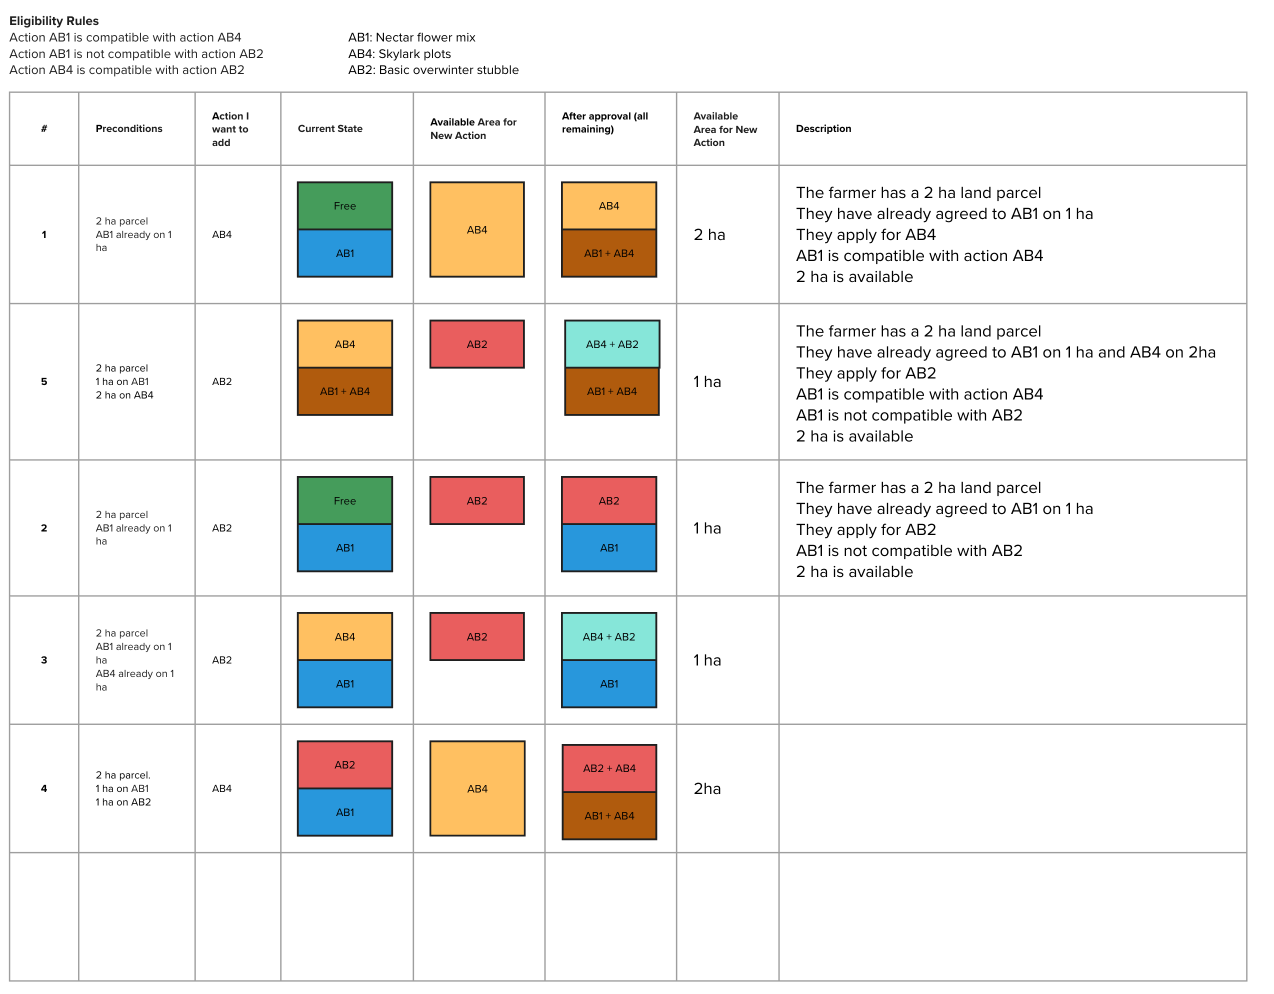 Eligibility Rules
Action AB1 is compatible with action AB4
Action AB1 is not compatible with action AB2
Action AB4 is compatible with action AB2
AB1: Nectar flower mix
AB4: Skylark plots
AB2: Basic overwinter stubble
#
Preconditions
Action I
want to
add
Current State
Available Area for
New Action
After approval (all
remaining)
Available
Area for New
Action
Description
1
2 ha parcel
AB1 already on 1
ha
AB4
Free
AB1
AB4
AB4
AB1 + AB4
2 ha
The farmer has a 2 ha land parcel
They have already agreed to AB1 on 1 ha
They apply for AB4
AB1 is compatible with action AB4
2 ha is available
5
2 ha parcel
1 ha on AB1
2 ha on AB4
AB2
AB4
AB1 + AB4
AB2
AB4 + AB2
AB1 + AB4
1 ha
The farmer has a 2 ha land parcel
They have already agreed to AB1 on 1 ha and AB4 on 2ha
They apply for AB2
AB1 is compatible with action AB4
AB1 is not compatible with AB2
2 ha is available
2
2 ha parcel
AB1 already on 1
ha
AB2
Free
AB1
AB2
AB2
AB1
1 ha
The farmer has a 2 ha land parcel
They have already agreed to AB1 on 1 ha
They apply for AB2
AB1 is not compatible with AB2
2 ha is available
3
2 ha parcel
AB1 already on 1
ha
AB4 already on 1
ha
AB2
AB4
AB1
AB2
AB4 + AB2
AB1
1 ha
4
2 ha parcel.
1 ha on AB1
1 ha on AB2
AB4
AB2
AB1
AB4
AB2 + AB4
AB1 + AB4
2ha